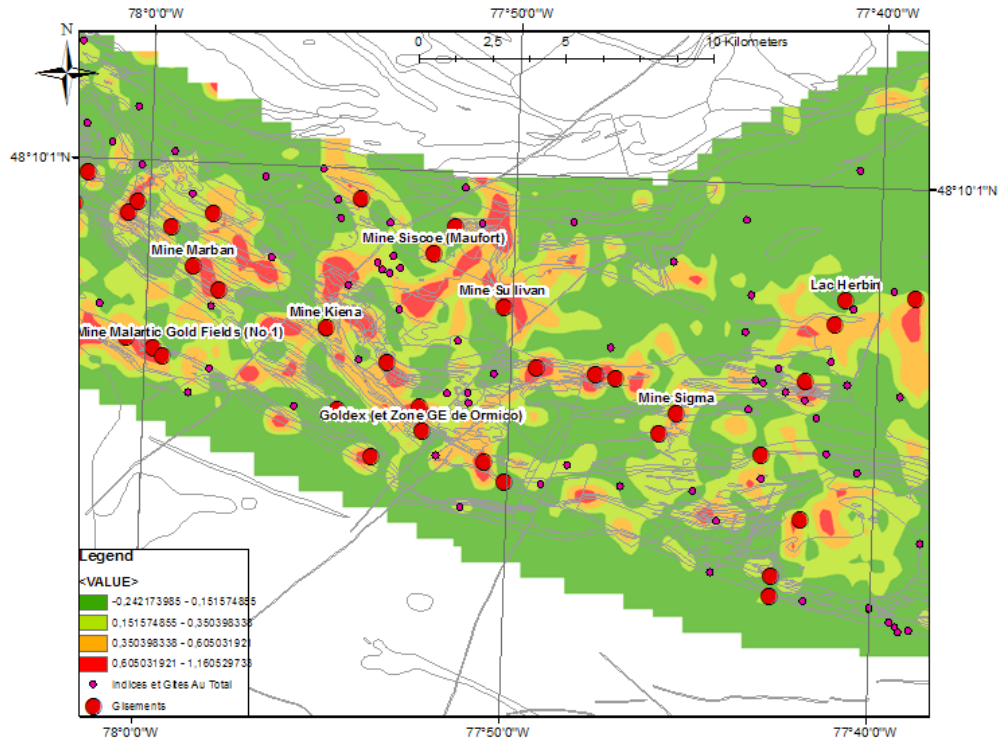 78°0'0"W 77°50'0"W 77°40'0"W
N
0 2,5 5 10 Kilometers
48°10'1"N
48°10'1"N
Mine Siscoe (Maufort)
Mine Marban
Lac Herbin
Mine Sullivan
Mine Kiena
Mine Malartic Gold Fields (No 1)
Mine Sigma
Goldex (et Zone GE de Ormico)
Legend
<VALUE>
-0,242173985 - 0,151574855
0,151574855 - 0,350398338
0,350398338 - 0,605031921
0,605031921 - 1,160529733
Indices et Gites Au Total
Gisements
78°0'0"W 77°50'0"W 77°40'0"W